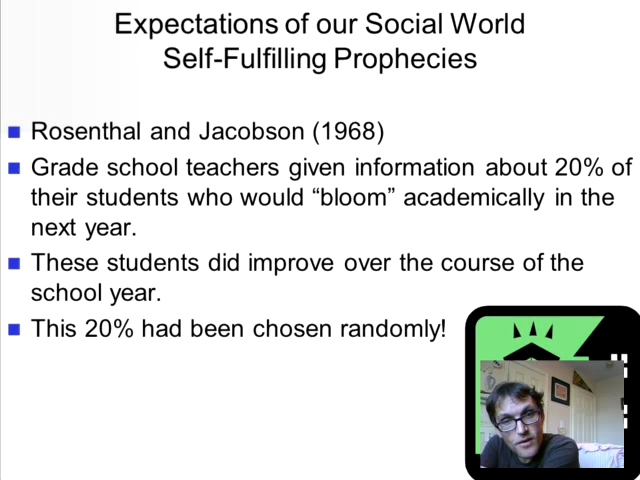 Expectations of our Social World
Self-Fulfilling Prophecies
Rosenthal and Jacobson (1968)
Grade school teachers given information about 20% of
their students who would “bloom” academically in the
next year.
These students did improve over the course of the
school year.
This 20% had been chosen randomly!